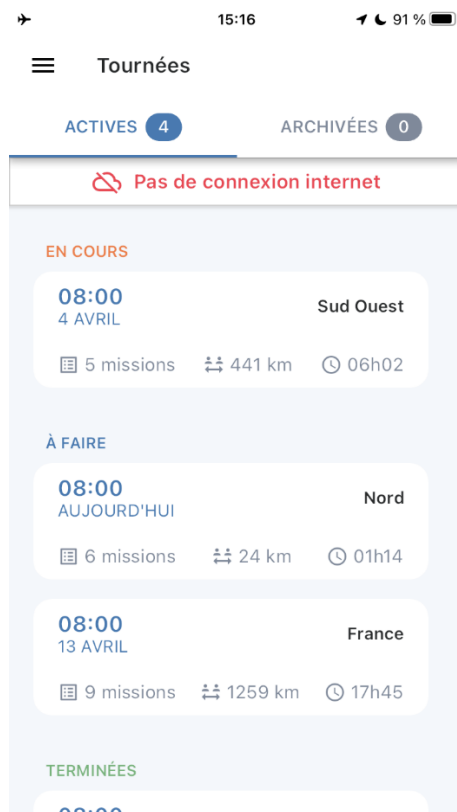 15:16
91 %
Tournées
ACTIVES 4
ARCHIVÉES 0
Pas de connexion internet
EN COURS
08:00
Sud Ouest
4 AVRIL
5 missions 441 km 06h02
À FAIRE
08:00
Nord
AUJOURD'HUI
6 missions 24 km 01h14
08:00
France
13 AVRIL
9 missions 1259 km 17h45
TERMINÉES
08:00